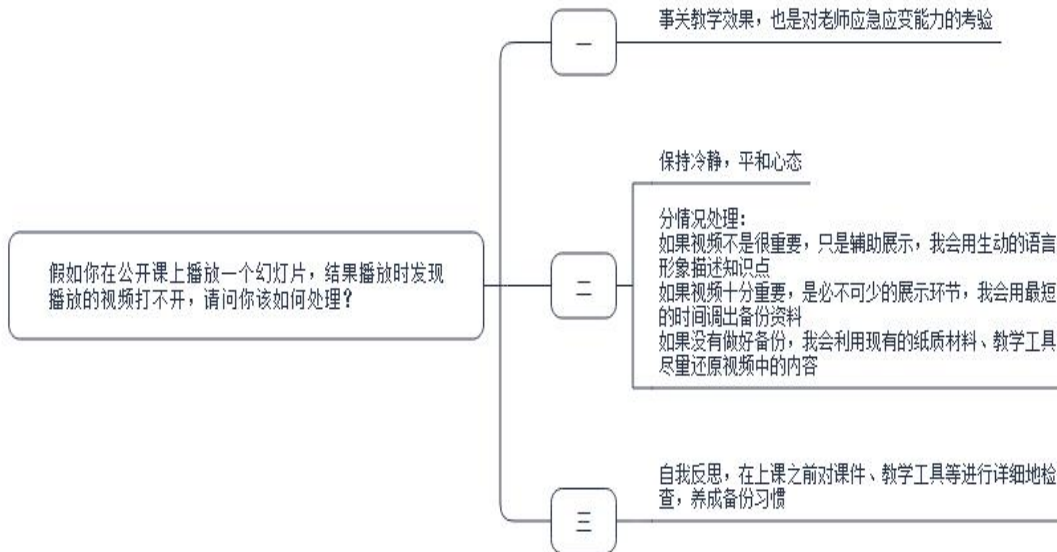 假如你在公开课上播放一个幻灯片，结果播放时发现
播放的视频打不开，请问你该如何处理？
一
事关教学效果，也是对老师应急应变能力的考验
二
保持冷静，平和心态
分情况处理：
如果视频不是很重要，只是辅助展示，我会用生动的语言
形象描述知识点
如果视频十分重要，是必不可少的展示环节，我会用最短
的时间调出备份资料
如果没有做好备份，我会利用现有的纸质材料、教学工具
尽量还原视频中的内容
三
自我反思，在上课之前对课件、教学工具等进行详细地检
查，养成备份习惯